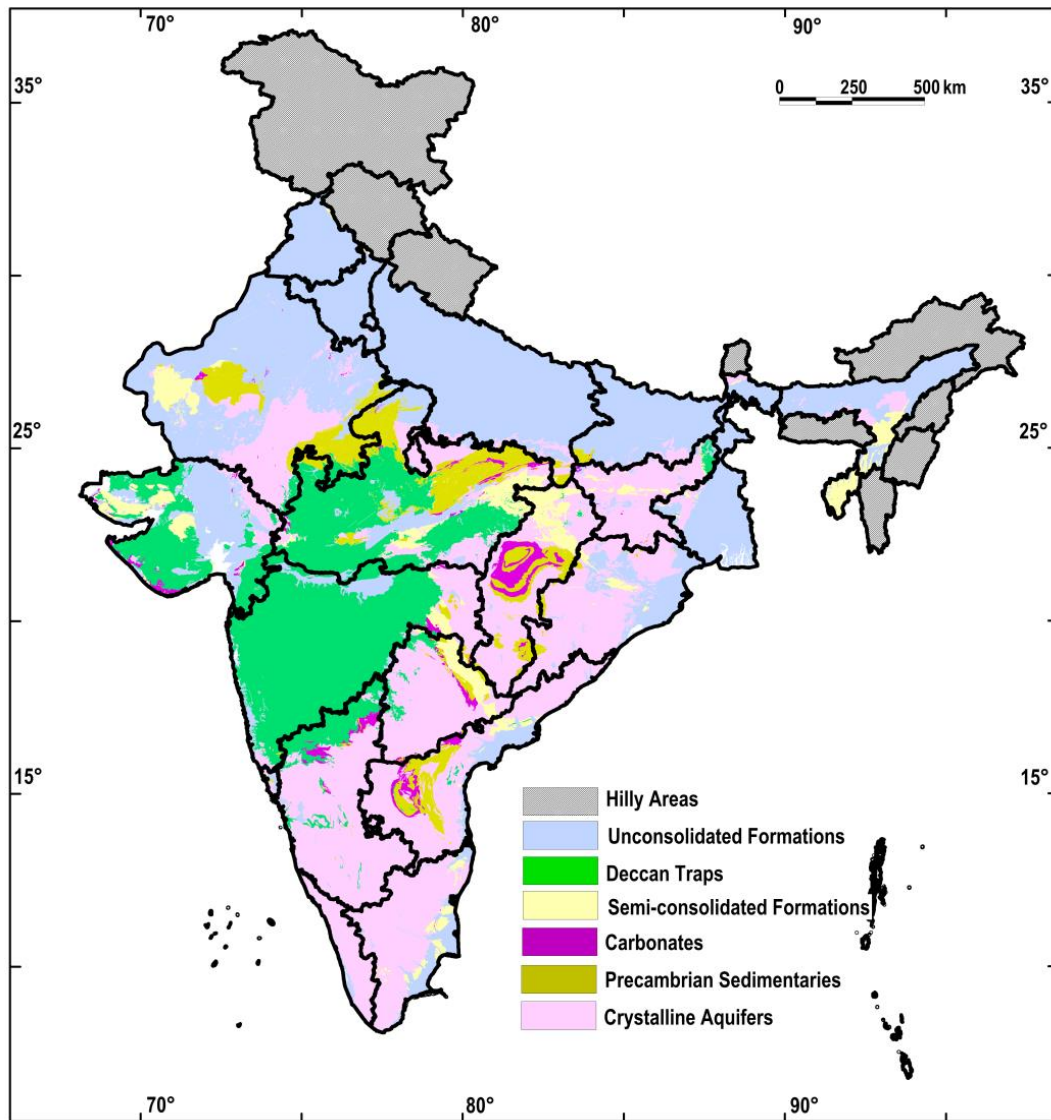 70°
80°
90°
35°
0 250 500 km
35°
25°
25°
15°
15°
Hilly Areas
Unconsolidated Formations
Deccan Traps
Semi-consolidated Formations
Carbonates
Precambrian Sedimentaries
Crystalline Aquifers
70°
80°
90°